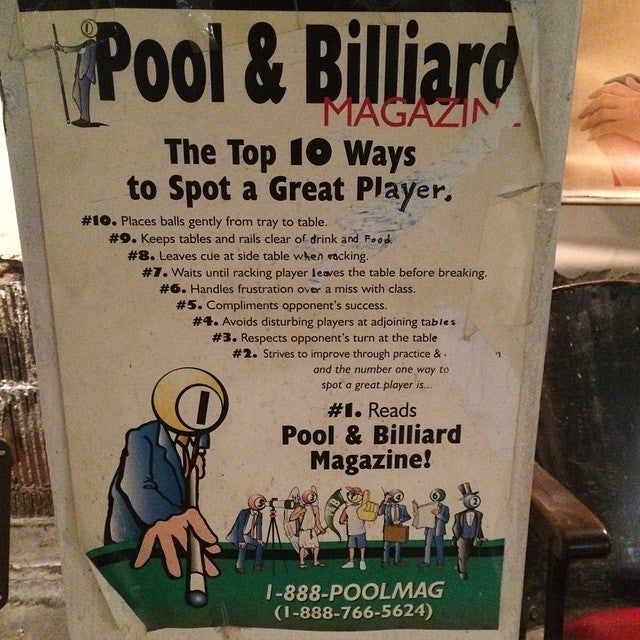 Pool & Billiard
MAGAZIN
The Top 10 Ways
to Spot a Great Player.
#10. Places balls gently from tray to table.
#9. Keeps tables and rails clear of drink and Food
#8. Leaves cue at side table when racking.
#7. Waits until racking player leaves the table before breaking.
#6. Handles frustration over a miss with class.
#5. Compliments opponent's success.
#4. Avoids disturbing players at adjoining tables
#3. Respects opponent's turn at the table
#2. Strives to improve through practice &
and the number one way to
spot a great player is...
#1. Reads
Pool & Billiard
Magazine!
1
1-888-POOLMAG
(1-888-766-5624)